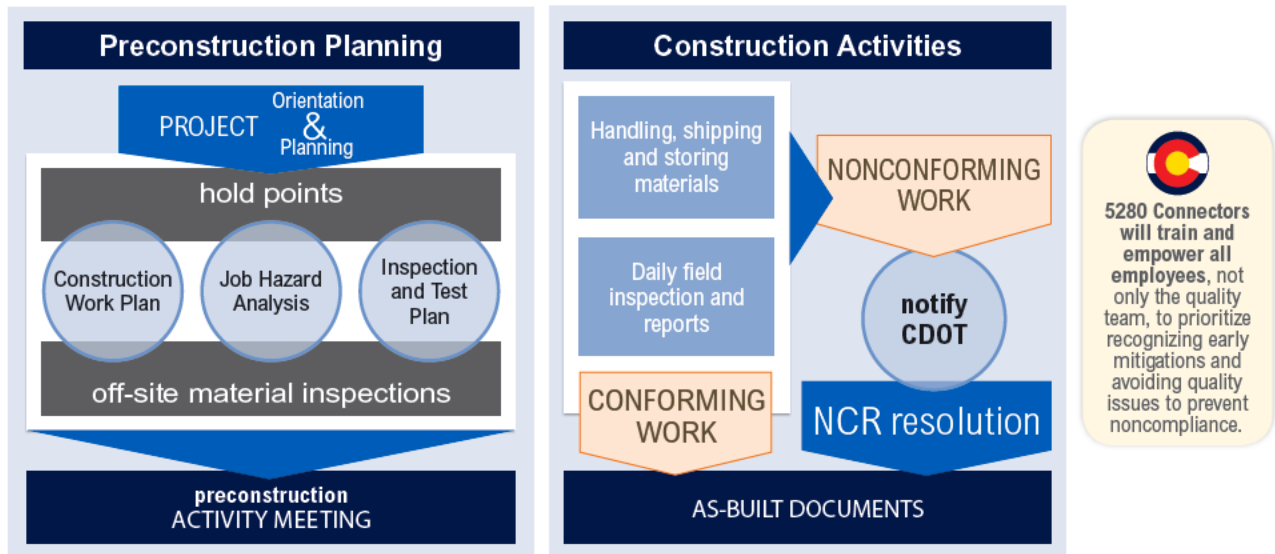 Preconstruction Planning
PROJECT
Orientation
&
Planning
hold points
Construction
Work Plan
Job Hazard
Analysis
Inspection
and Test
Plan
off-site material inspections
preconstruction
ACTIVITY MEETING
Construction Activities
Handling, shipping
and storing
materials
Daily field
inspection and
reports
CONFORMING
WORK
NONCONFORMING
WORK
notify
CDOT
NCR resolution
AS-BUILT DOCUMENTS
5280 Connectors
will train and
empower all
employees, not
only the quality
team, to prioritize
recognizing early
mitigations and
avoiding quality
issues to prevent
noncompliance.